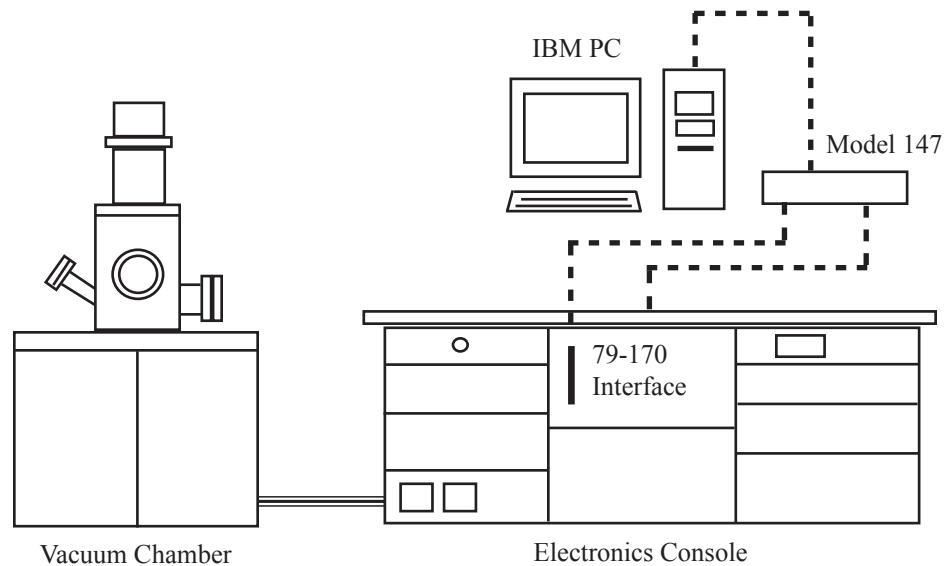 IBM PC
Model 147
79-170
Interface
Vacuum Chamber
Electronics Console